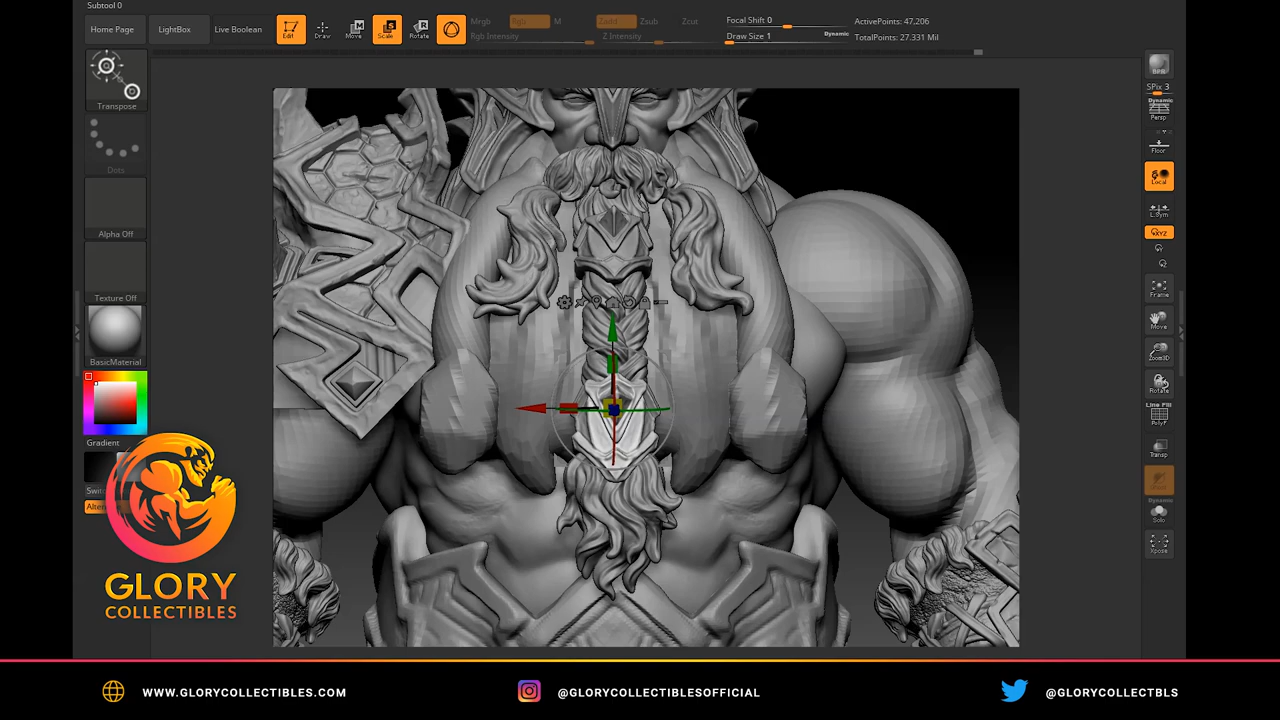 Subtool 0
Home Page
LightBox
Live Boolean
Edit
Draw
Move
Scale
Rotate
Mrgb
Rgb
M
Rgb Intensity
Zadd
Zsub
Zcut
Z Intensity
Focal Shift 0
Draw Size 1
Dynamic
ActivePoints: 47,206
TotalPoints: 27.331 Mil
Transpose
Dots
Alpha Off
Texture Off
BasicMaterial
Gradient
GLORY
COLLECTIBLES
BPR
SPix 3
Dynamic
Persp
Floor
Local
L.Sym
XYZ
Frame
Move
Zoom3D
Rotate
Line Fill
PolyF
Transp
Dynamic
Solo
Xpose
WWW.GLORYCOLLECTIBLES.COM
@GLORYCOLLECTIBLESOFFICIAL
@GLORYCOLLECTBLS